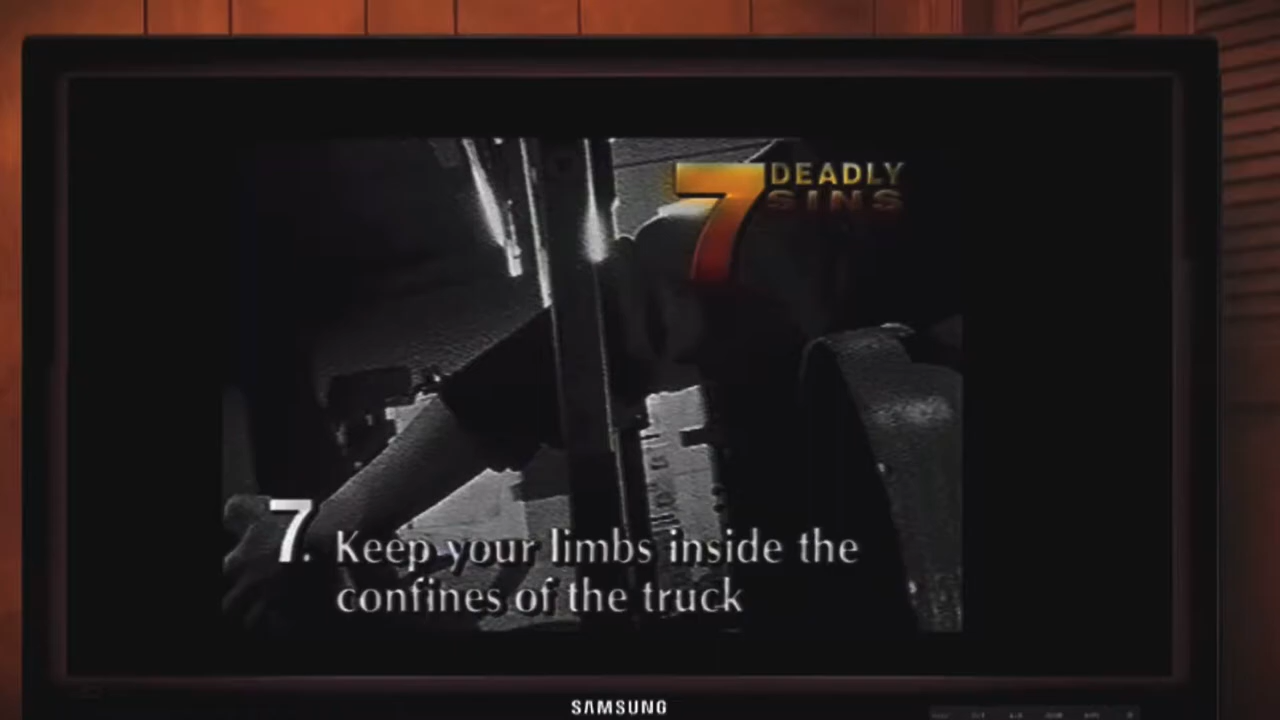 7 DEADLY
SINS
7. Keep your limbs inside the
confines of the truck
SAMSUNG